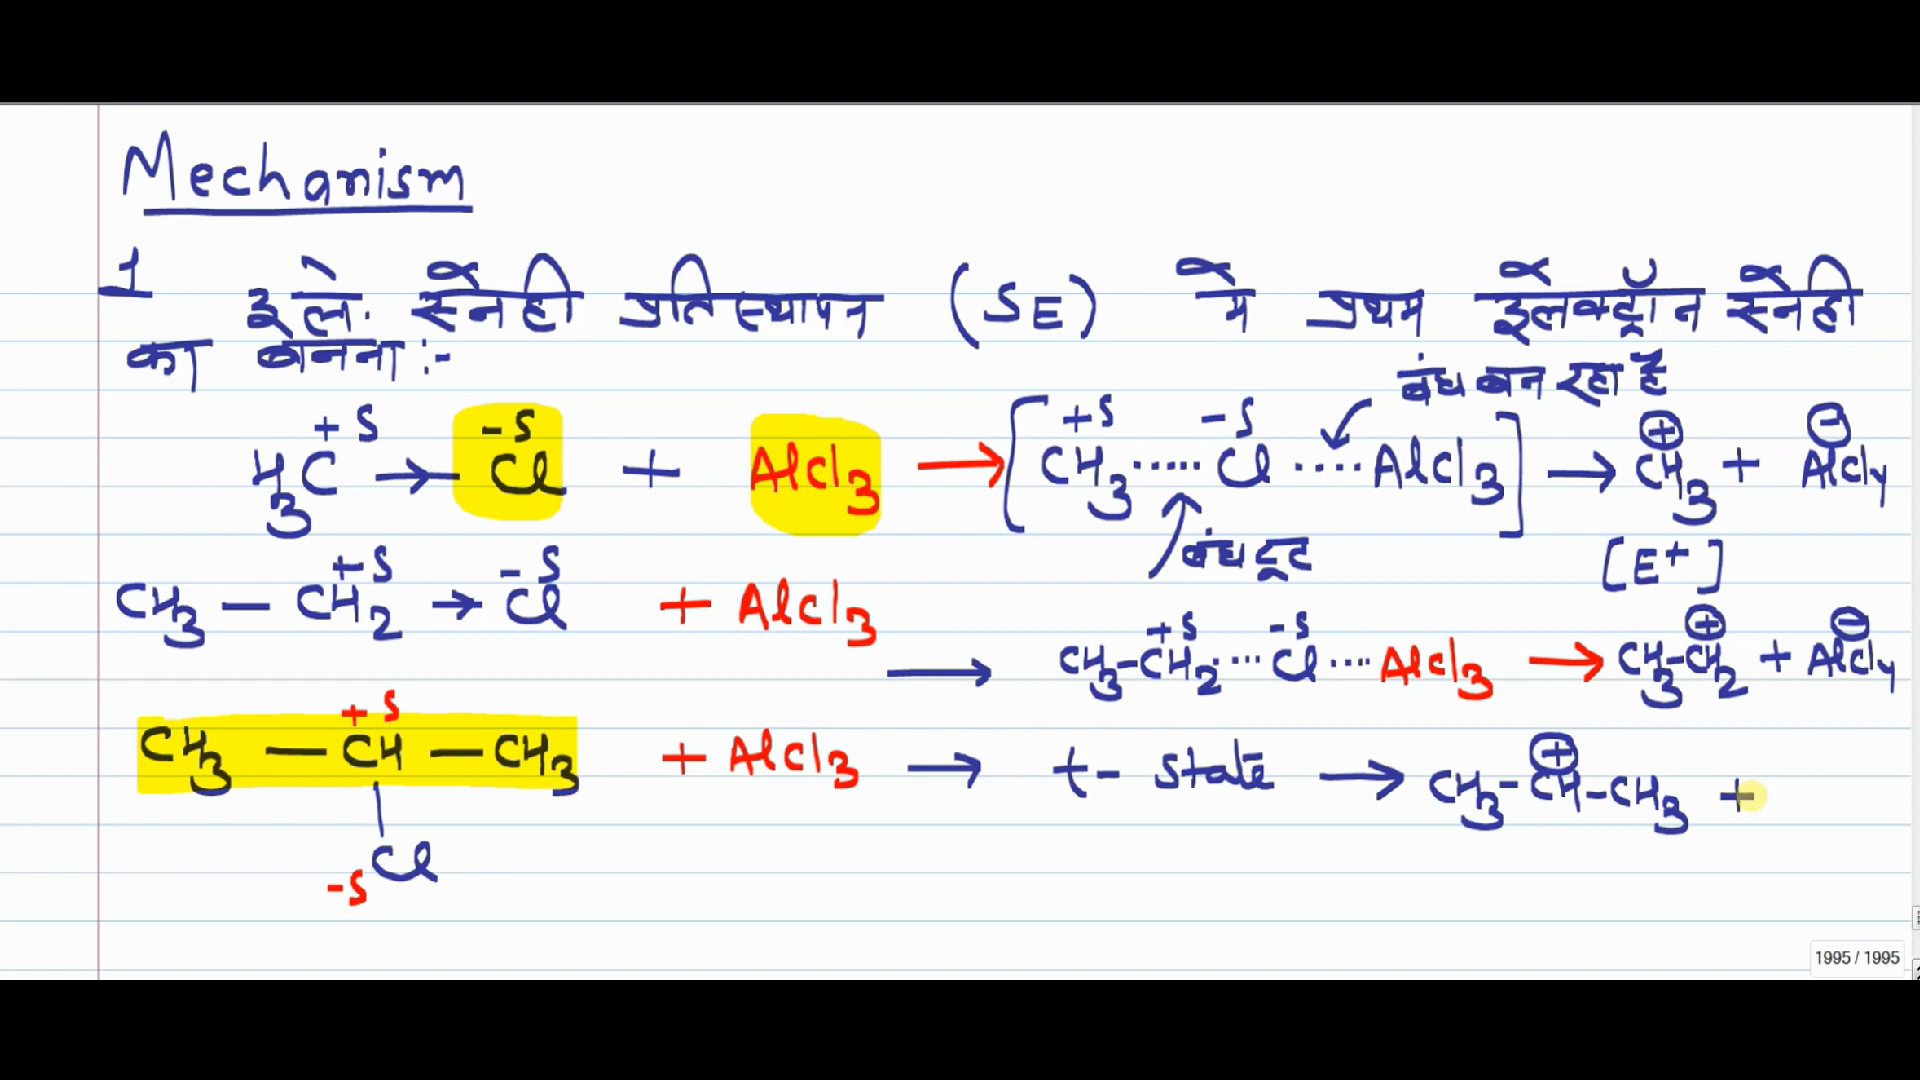 Mechanism
1 इले. स्नेही प्रतिस्थापन (SE) में प्रथम इलेक्ट्रॉन स्नेही
का बनना :-
बंध बन रहा है
H3C+S → Cl-S + AlCl3 → [CH3+S ..... Cl-S .... AlCl3] → CH3⊕ + AlCl4⊖
बंध टूट
[E+]
CH3 — CH2+S → Cl-S + AlCl3
→ CH3-CH2+S .... Cl-S .... AlCl3 → CH3-CH2⊕ + AlCl4⊖
+S
CH3 — CH — CH3 + AlCl3 → t- state → CH3-CH⊕-CH3 +
-S Cl
1995 / 1995